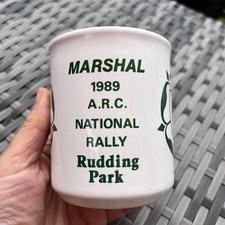 MARSHAL
1989
A.R.C.
NATIONAL
RALLY
Rudding
Park